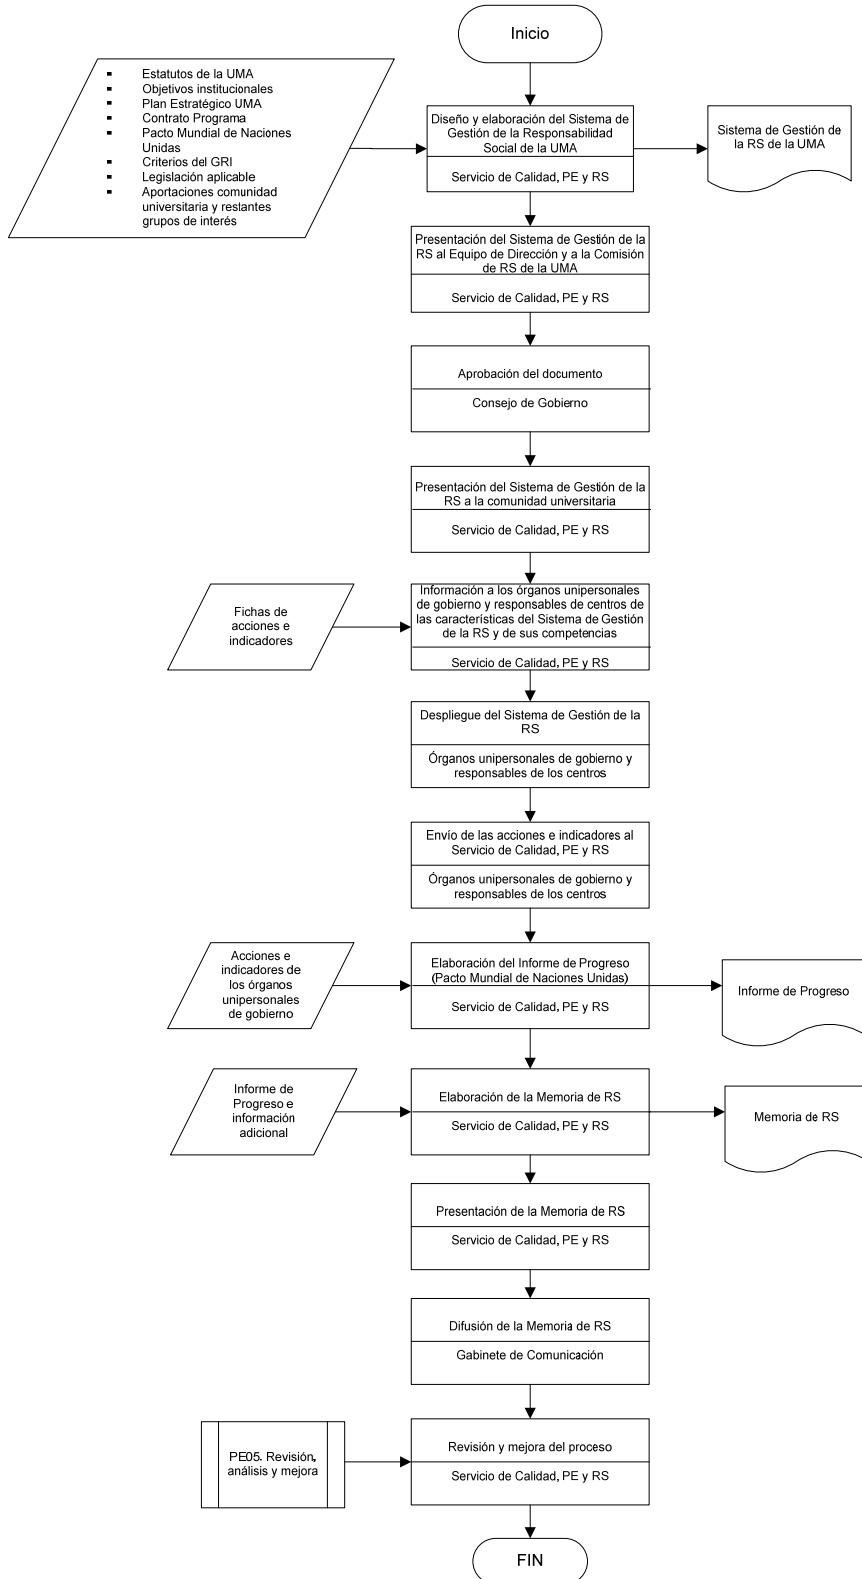 Inicio
▪ Estatutos de la UMA
▪ Objetivos institucionales
▪ Plan Estratégico UMA
▪ Contrato Programa
▪ Pacto Mundial de Naciones
Unidas
▪ Criterios del GRI
▪ Legislación aplicable
▪ Aportaciones comunidad
universitaria y restantes
grupos de interés
Diseño y elaboración del Sistema de
Gestión de la Responsabilidad
Social de la UMA
Servicio de Calidad, PE y RS
Sistema de Gestión de
la RS de la UMA
Presentación del Sistema de Gestión de la
RS al Equipo de Dirección y a la Comisión
de RS de la UMA
Servicio de Calidad, PE y RS
Aprobación del documento
Consejo de Gobierno
Presentación del Sistema de Gestión de la
RS a la comunidad universitaria
Servicio de Calidad, PE y RS
Fichas de
acciones e
indicadores
Información a los órganos unipersonales
de gobierno y responsables de centros de
las características del Sistema de Gestión
de la RS y de sus competencias
Servicio de Calidad, PE y RS
Despliegue del Sistema de Gestión de la
RS
Órganos unipersonales de gobierno y
responsables de los centros
Envío de las acciones e indicadores al
Servicio de Calidad, PE y RS
Órganos unipersonales de gobierno y
responsables de los centros
Acciones e
indicadores de
los órganos
unipersonales
de gobierno
Elaboración del Informe de Progreso
(Pacto Mundial de Naciones Unidas)
Servicio de Calidad, PE y RS
Informe de Progreso
Informe de
Progreso e
información
adicional
Elaboración de la Memoria de RS
Servicio de Calidad, PE y RS
Memoria de RS
Presentación de la Memoria de RS
Servicio de Calidad, PE y RS
Difusión de la Memoria de RS
Gabinete de Comunicación
PE05. Revisión,
análisis y mejora
Revisión y mejora del proceso
Servicio de Calidad, PE y RS
FIN